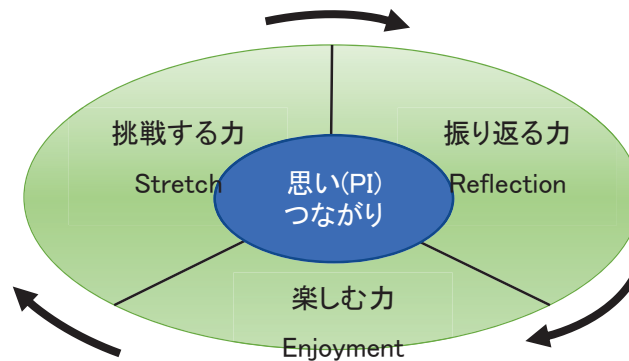 挑戦する力
Stretch
振り返る力
Reflection
思い(PI)
つながり
楽しむ力
Enjoyment